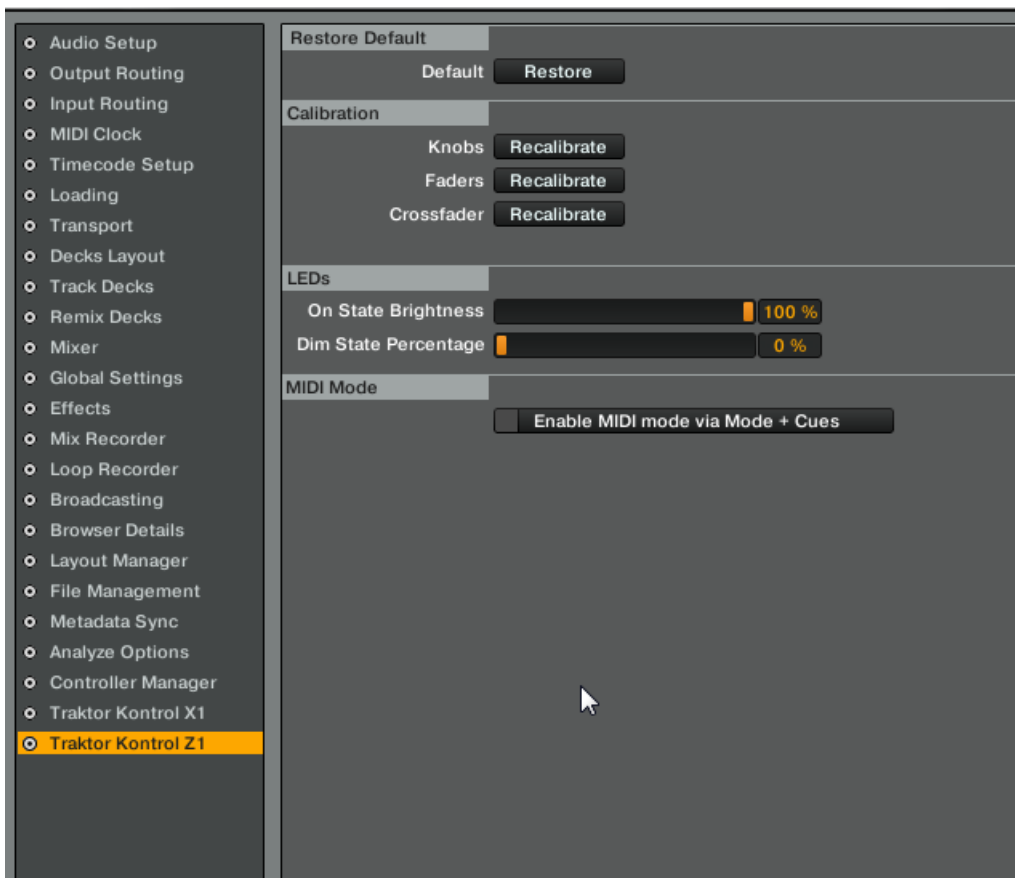 Audio Setup
Output Routing
Input Routing
MIDI Clock
Timecode Setup
Loading
Transport
Decks Layout
Track Decks
Remix Decks
Mixer
Global Settings
Effects
Mix Recorder
Loop Recorder
Broadcasting
Browser Details
Layout Manager
File Management
Metadata Sync
Analyze Options
Controller Manager
Traktor Kontrol X1
Traktor Kontrol Z1
Restore Default
Default Restore
Calibration
Knobs Recalibrate
Faders Recalibrate
Crossfader Recalibrate
LEDs
On State Brightness 100 %
Dim State Percentage 0 %
MIDI Mode
Enable MIDI mode via Mode + Cues